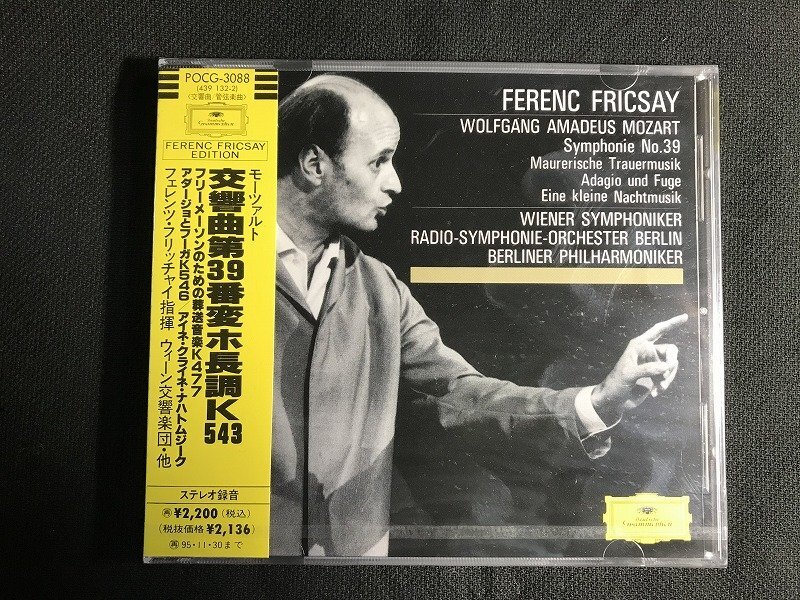 POCG-3088
(439 132-2)
〈交響曲/管弦楽曲〉
Deutsche
Grammophon
FERENC FRICSAY
EDITION
モーツァルト
交響曲第39番変ホ長調K543
フリーメーソンのための葬送音楽K477
アダージョとフーガK546/アイネ・クライネ・ナハトムジーク
フェレンツ・フリッチャイ指揮 ウィーン交響楽団・他
ステレオ録音
再 ¥2,200(税込)
(税抜価格¥2,136)
再 95・11・30まで
FERENC FRICSAY
WOLFGANG AMADEUS MOZART
Symphonie No.39
Maurerische Trauermusik
Adagio und Fuge
Eine kleine Nachtmusik
WIENER SYMPHONIKER
RADIO-SYMPHONIE-ORCHESTER BERLIN
BERLINER PHILHARMONIKER
Deutsche
Grammophon